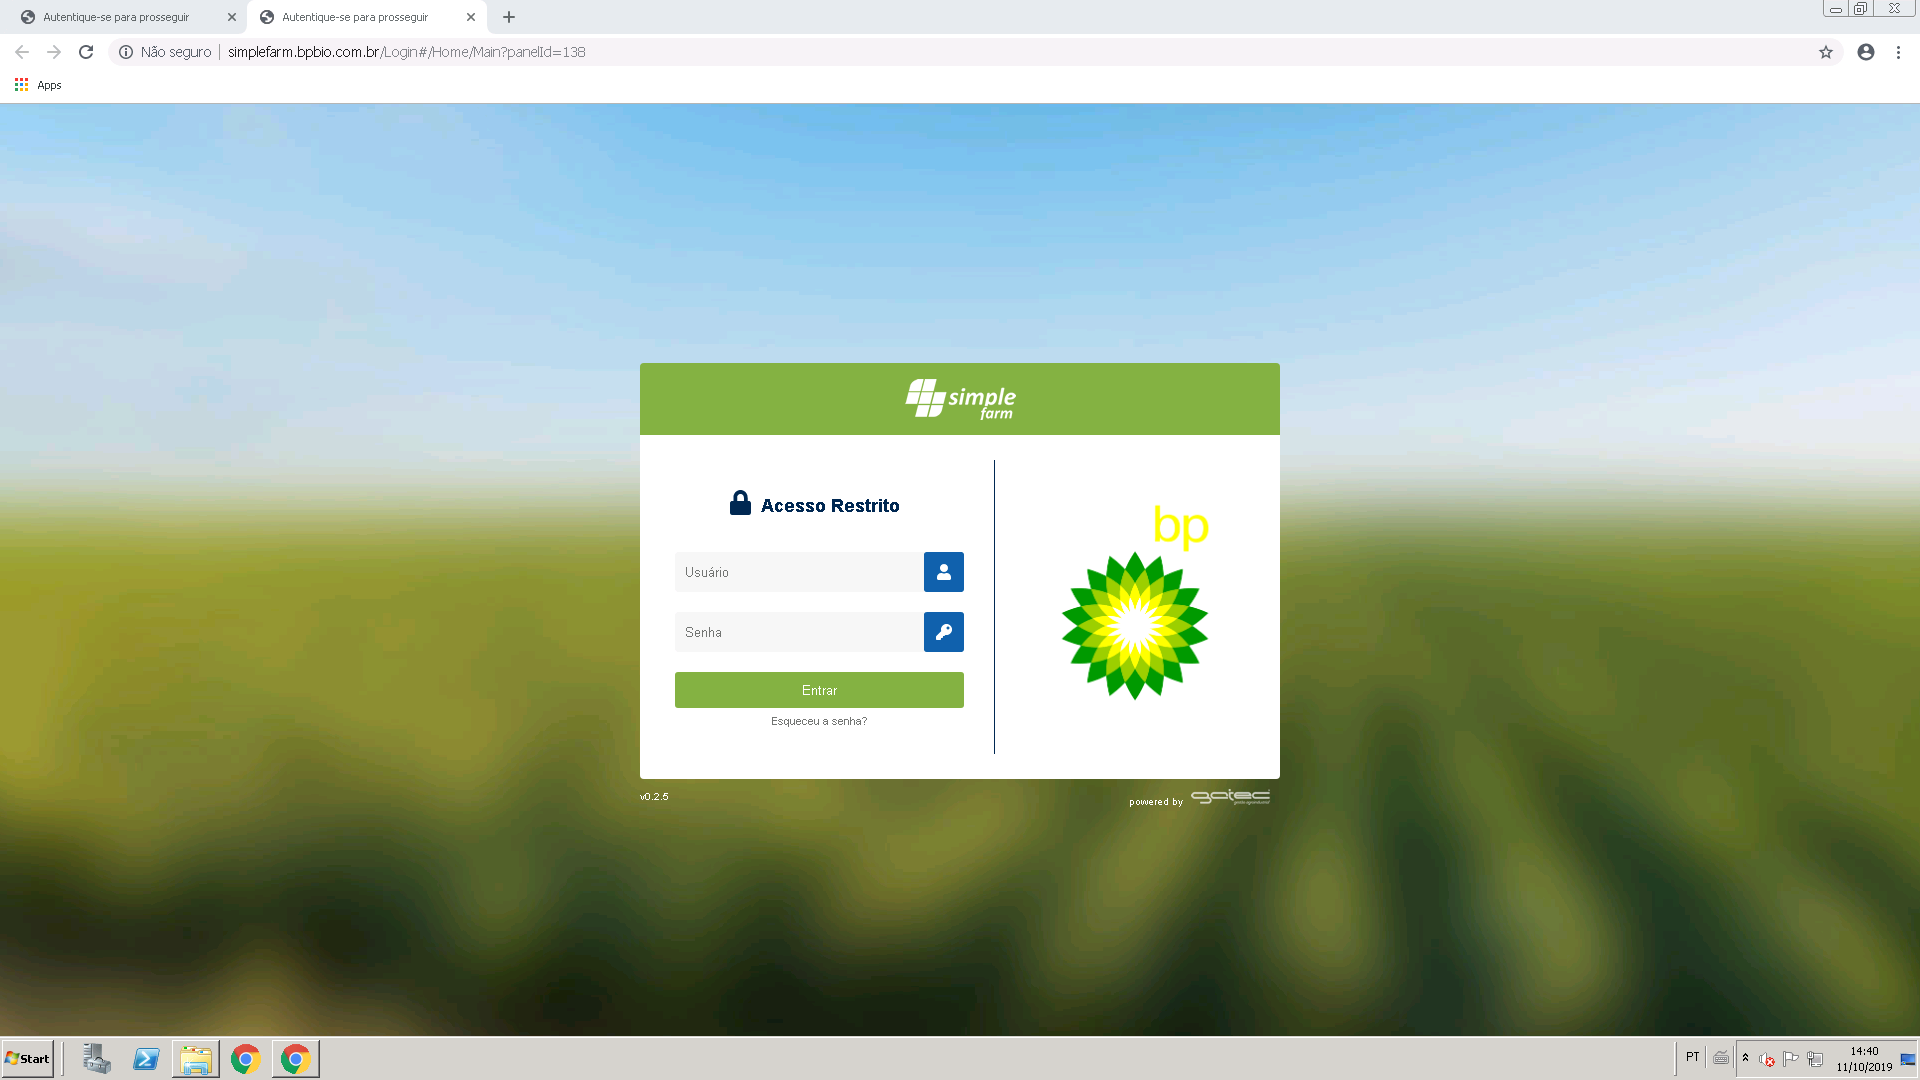 Autentique-se para prosseguir
Autentique-se para prosseguir
Não seguro
simplefarm.bpbio.com.br/Login#/Home/Main?panelId=138
Apps
simple
farm
Acesso Restrito
bp
Usuário
Senha
Entrar
Esqueceu a senha?
v0.2.5
powered by gatec
Start
PT
14:40
11/10/2019